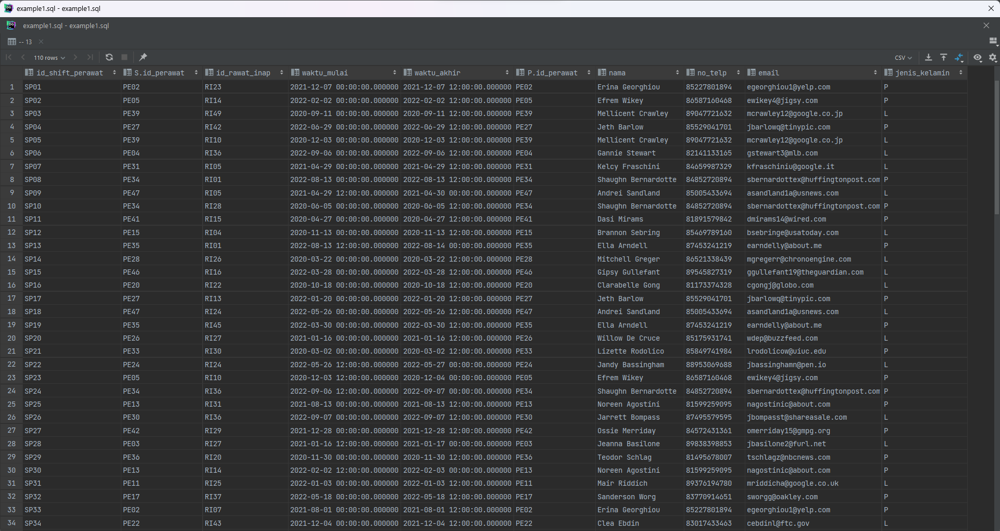 example1.sql - example1.sql
example1.sql - example1.sql
-- 13
110 rows CSV
id_shift_perawat S.id_perawat id_rawat_inap waktu_mulai waktu_akhir P.id_perawat nama no_telp email jenis_kelamin
1 SP01 PE02 RI23 2021-12-07 00:00:00.000000 2021-12-07 12:00:00.000000 PE02 Erina Georghiou 85227801894 egeorghiou1@yelp.com P
2 SP02 PE05 RI14 2022-02-02 00:00:00.000000 2022-02-02 12:00:00.000000 PE05 Efrem Wikey 86587160468 ewikey4@jigsy.com P
3 SP03 PE39 RI49 2020-09-11 00:00:00.000000 2020-09-11 12:00:00.000000 PE39 Mellicent Crawley 89047721632 mcrawley12@google.co.jp L
4 SP04 PE27 RI42 2022-06-29 00:00:00.000000 2022-06-29 12:00:00.000000 PE27 Jeth Barlow 85529041701 jbarlowq@tinypic.com P
5 SP05 PE39 RI10 2020-12-03 00:00:00.000000 2020-12-03 12:00:00.000000 PE39 Mellicent Crawley 89047721632 mcrawley12@google.co.jp L
6 SP06 PE04 RI36 2022-09-06 00:00:00.000000 2022-09-06 12:00:00.000000 PE04 Gannie Stewart 82141133165 gstewart3@mlb.com L
7 SP07 PE31 RI05 2021-04-29 00:00:00.000000 2021-04-29 12:00:00.000000 PE31 Kelcy Fraschini 84659987329 kfraschiniu@google.it L
8 SP08 PE34 RI01 2022-08-13 00:00:00.000000 2022-08-13 12:00:00.000000 PE34 Shaughn Bernardotte 84852720894 sbernardottex@huffingtonpost.com P
9 SP09 PE47 RI05 2021-04-29 12:00:00.000000 2021-04-30 00:00:00.000000 PE47 Andrei Sandland 85005433694 asandland1a@usnews.com L
10 SP10 PE34 RI28 2020-06-05 00:00:00.000000 2020-06-05 12:00:00.000000 PE34 Shaughn Bernardotte 84852720894 sbernardottex@huffingtonpost.com P
11 SP11 PE41 RI15 2020-04-27 00:00:00.000000 2020-04-27 12:00:00.000000 PE41 Dasi Mirams 81891579842 dmirams14@wired.com P
12 SP12 PE15 RI04 2020-11-13 00:00:00.000000 2020-11-13 12:00:00.000000 PE15 Brannon Sebring 85469789160 bsebringe@usatoday.com L
13 SP13 PE35 RI01 2022-08-13 12:00:00.000000 2022-08-14 00:00:00.000000 PE35 Ella Arndell 87453241219 earndelly@about.me P
14 SP14 PE28 RI26 2020-03-22 00:00:00.000000 2020-03-22 12:00:00.000000 PE28 Mitchell Greger 86521338439 mgregerr@chronoengine.com L
15 SP15 PE46 RI16 2022-03-28 00:00:00.000000 2022-03-28 12:00:00.000000 PE46 Gipsy Gullefant 89545827319 ggullefant19@theguardian.com L
16 SP16 PE20 RI22 2020-10-18 00:00:00.000000 2020-10-18 12:00:00.000000 PE20 Clarabelle Gong 81173374328 cgongj@globo.com L
17 SP17 PE27 RI13 2022-01-20 00:00:00.000000 2022-01-20 12:00:00.000000 PE27 Jeth Barlow 85529041701 jbarlowq@tinypic.com P
18 SP18 PE47 RI24 2022-05-26 00:00:00.000000 2022-05-26 12:00:00.000000 PE47 Andrei Sandland 85005433694 asandland1a@usnews.com L
19 SP19 PE35 RI45 2022-03-30 00:00:00.000000 2022-03-30 12:00:00.000000 PE35 Ella Arndell 87453241219 earndelly@about.me P
20 SP20 PE26 RI27 2021-01-16 00:00:00.000000 2021-01-16 12:00:00.000000 PE26 Willow De Cruce 85175931741 wdep@buzzfeed.com L
21 SP21 PE33 RI30 2020-03-02 00:00:00.000000 2020-03-02 12:00:00.000000 PE33 Lizette Rodolico 85849741984 lrodolicow@uiuc.edu P
22 SP22 PE24 RI24 2022-05-26 12:00:00.000000 2022-05-27 00:00:00.000000 PE24 Jandy Bassingham 88953069688 jbassinghamn@pen.io L
23 SP23 PE05 RI10 2020-12-03 12:00:00.000000 2020-12-04 00:00:00.000000 PE05 Efrem Wikey 86587160468 ewikey4@jigsy.com P
24 SP24 PE34 RI36 2022-09-06 12:00:00.000000 2022-09-07 00:00:00.000000 PE34 Shaughn Bernardotte 84852720894 sbernardottex@huffingtonpost.com P
25 SP25 PE13 RI31 2021-08-13 00:00:00.000000 2021-08-13 12:00:00.000000 PE13 Noreen Agostini 81599259095 nagostinic@about.com P
26 SP26 PE30 RI36 2022-09-07 00:00:00.000000 2022-09-07 12:00:00.000000 PE30 Jarrett Bompass 87495579595 jbompasst@shareasale.com L
27 SP27 PE42 RI29 2021-12-28 00:00:00.000000 2021-12-28 12:00:00.000000 PE42 Ossie Merriday 84572431361 omerriday15@gmpg.org P
28 SP28 PE03 RI27 2021-01-16 12:00:00.000000 2021-01-17 00:00:00.000000 PE03 Jeanna Basilone 89838398853 jbasilone2@furl.net L
29 SP29 PE36 RI20 2020-11-30 00:00:00.000000 2020-11-30 12:00:00.000000 PE36 Teodor Schlag 81495678007 tschlagz@nbcnews.com P
30 SP30 PE13 RI14 2022-02-02 12:00:00.000000 2022-02-03 00:00:00.000000 PE13 Noreen Agostini 81599259095 nagostinic@about.com P
31 SP31 PE11 RI25 2022-01-03 00:00:00.000000 2022-01-03 12:00:00.000000 PE11 Mair Riddich 89376194780 mriddicha@google.co.uk L
32 SP32 PE17 RI37 2022-05-18 00:00:00.000000 2022-05-18 12:00:00.000000 PE17 Sanderson Worg 83770914651 sworgg@oakley.com P
33 SP33 PE02 RI07 2021-08-01 00:00:00.000000 2021-08-01 12:00:00.000000 PE02 Erina Georghiou 85227801894 egeorghiou1@yelp.com P
34 SP34 PE22 RI43 2021-12-04 00:00:00.000000 2021-12-04 12:00:00.000000 PE22 Clea Ebdin 83017433463 cebdinl@ftc.gov L